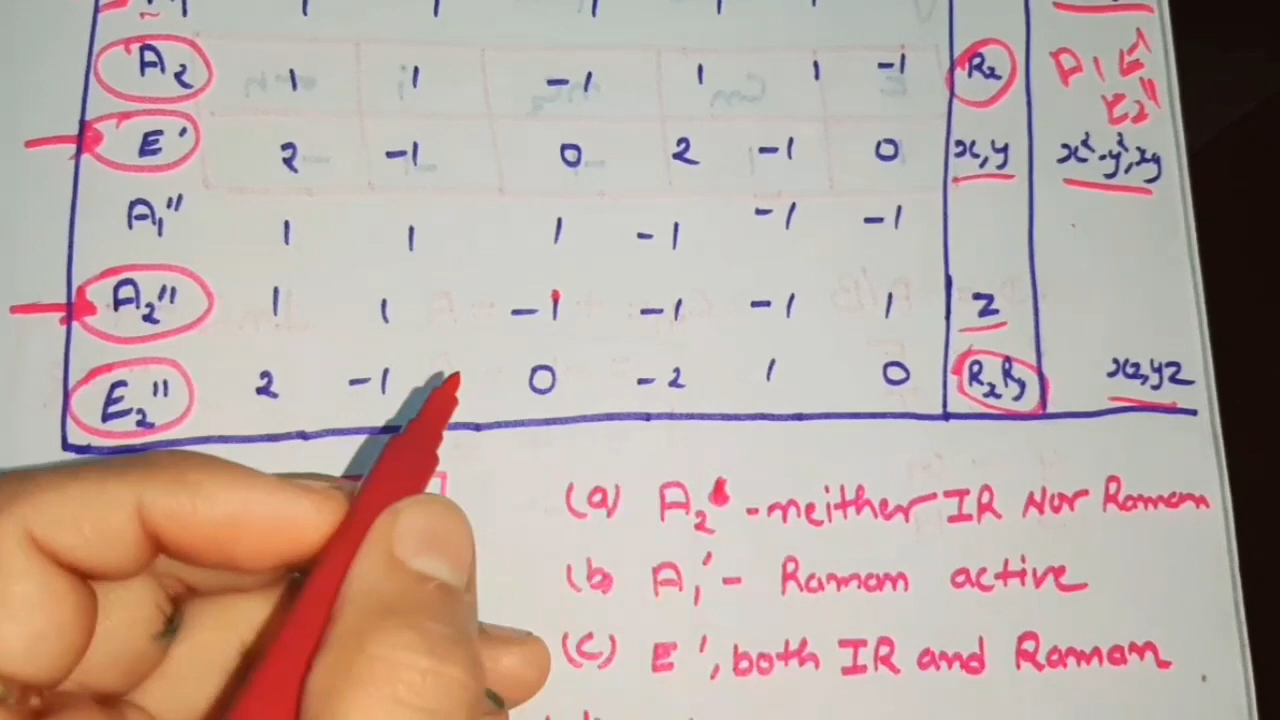 A2 1 1 -1 1 1 -1 Rz A1 E'
E2''
E' 2 -1 0 2 -1 0 x,y x²-y², xy
A1'' 1 1 1 -1 -1 -1
A2'' 1 1 -1 -1 -1 1 z
E2'' 2 -1 0 -2 1 0 RxRy xz,yz
(a) A2' - neither IR Nor Raman
(b) A1' - Raman active
(c) E', both IR and Raman